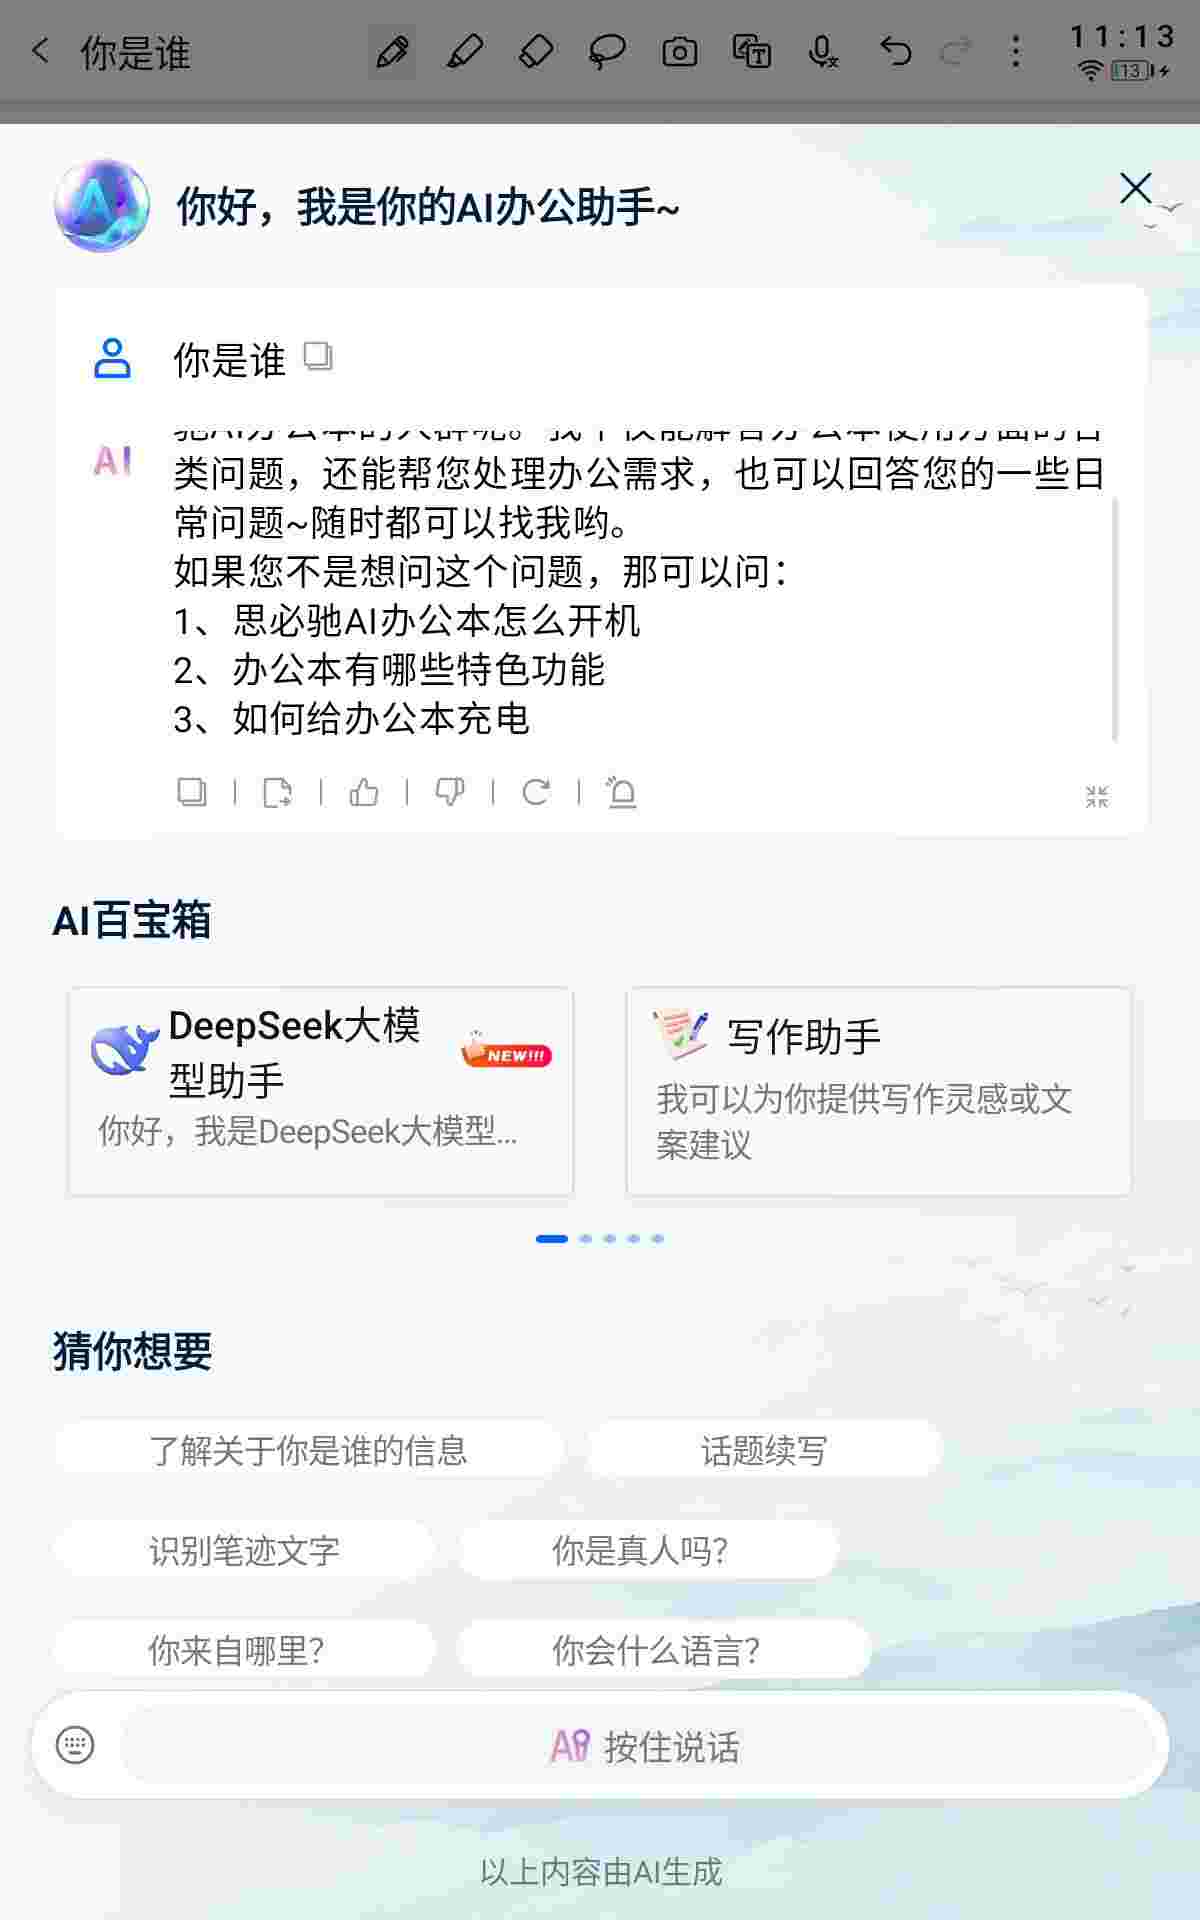 你是谁
11:13
13
你好，我是你的AI办公助手~
你是谁
AI
类问题，还能帮您处理办公需求，也可以回答您的一些日
常问题~随时都可以找我哟。
如果您不是想问这个问题，那可以问：
1、思必驰AI办公本怎么开机
2、办公本有哪些特色功能
3、如何给办公本充电
AI百宝箱
DeepSeek大模
型助手
NEW!!!
你好，我是DeepSeek大模型...
写作助手
我可以为你提供写作灵感或文
案建议
猜你想要
了解关于你是谁的信息
话题续写
识别笔迹文字
你是真人吗？
你来自哪里？
你会什么语言？
AI 按住说话
以上内容由AI生成